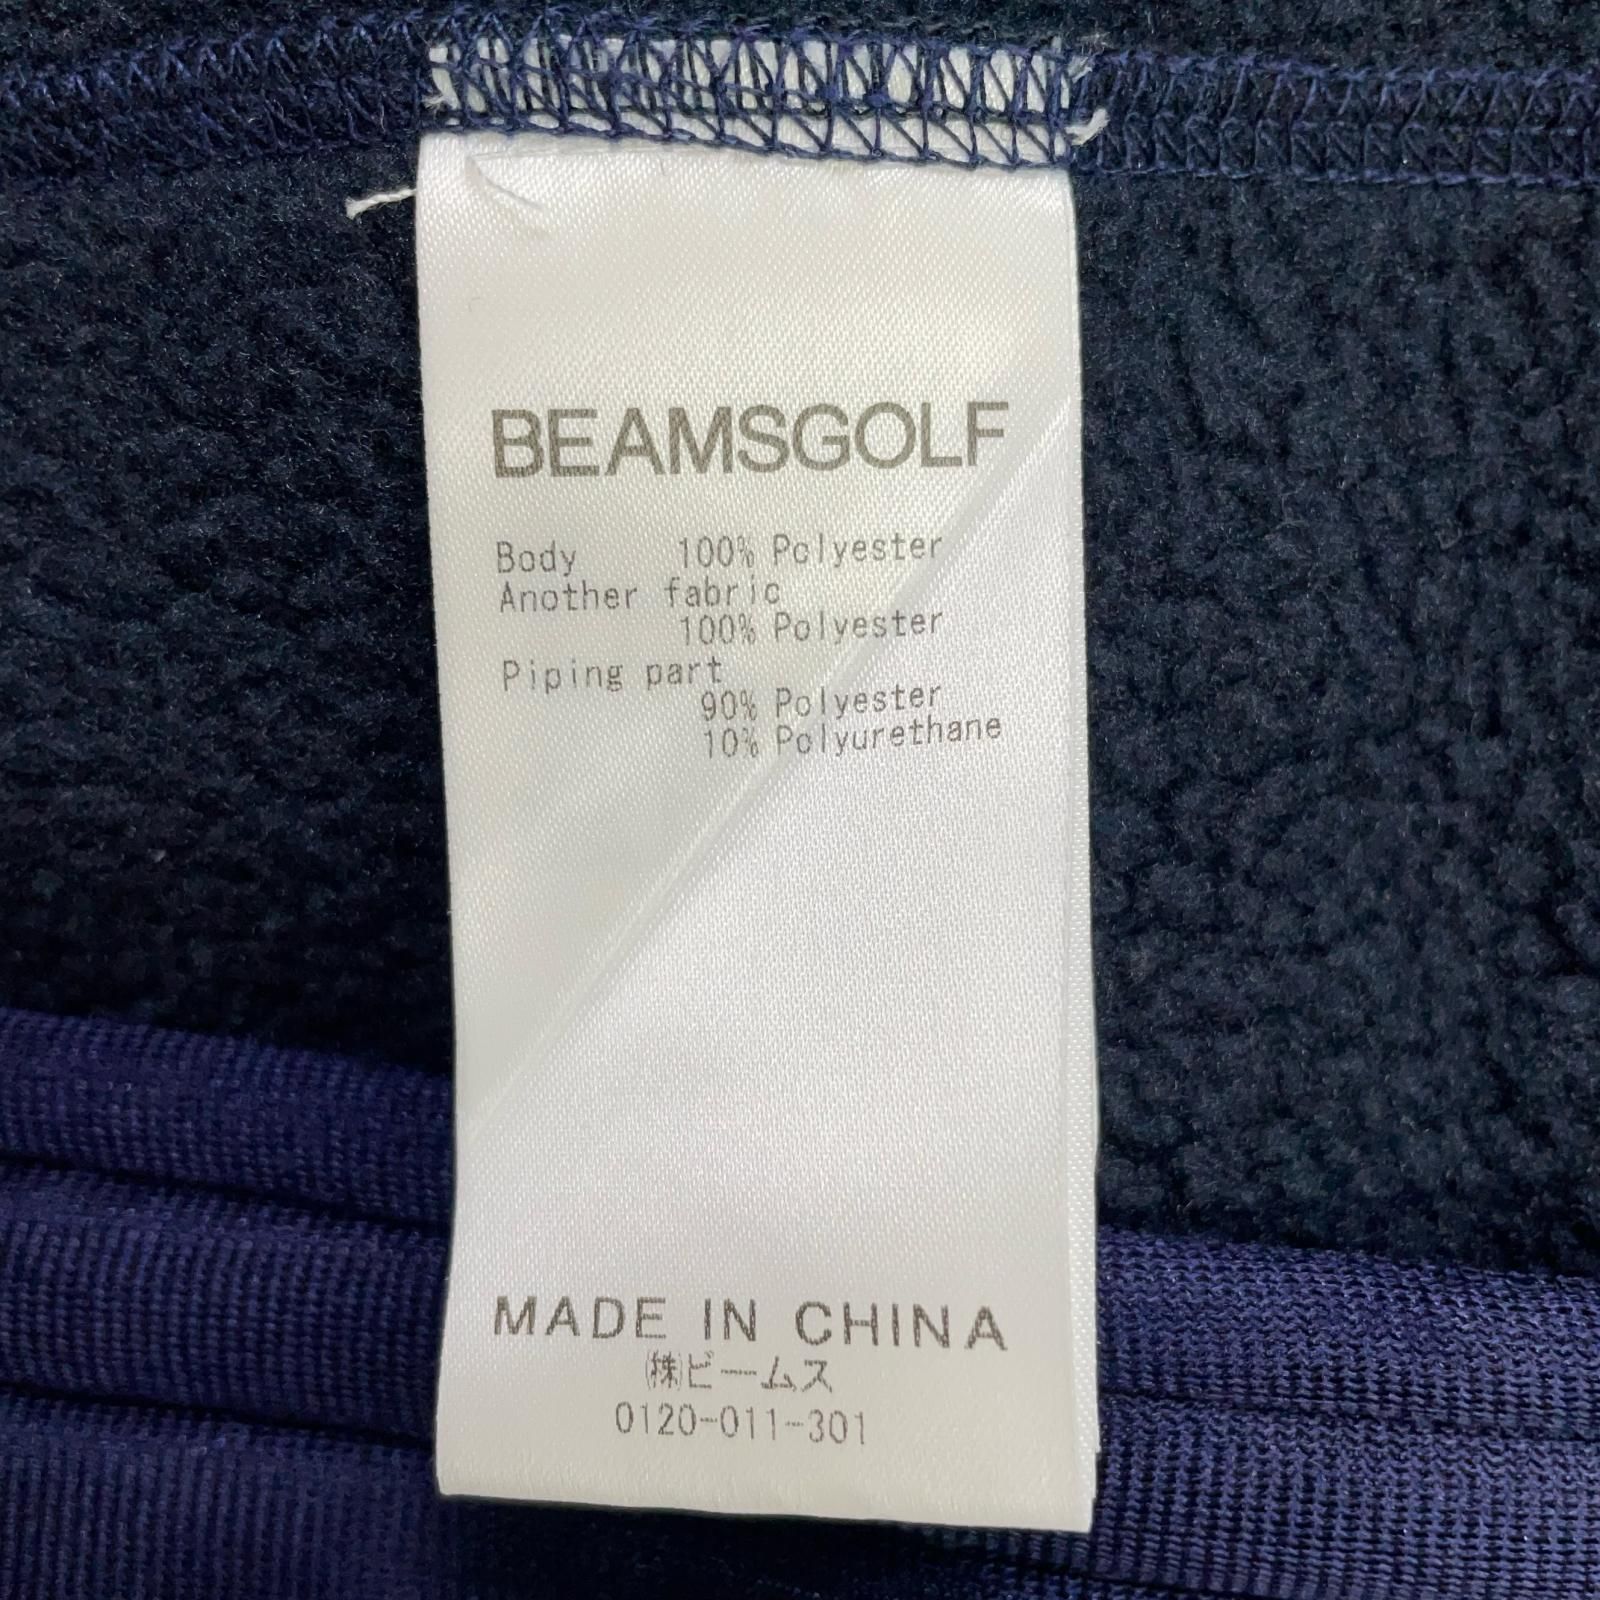 BEAMSGOLF
Body 100% Polyester
Another fabric
100% Polyester
Piping part
90% Polyester
10% Polyurethane
MADE IN CHINA
㈱ビームス
0120-011-301